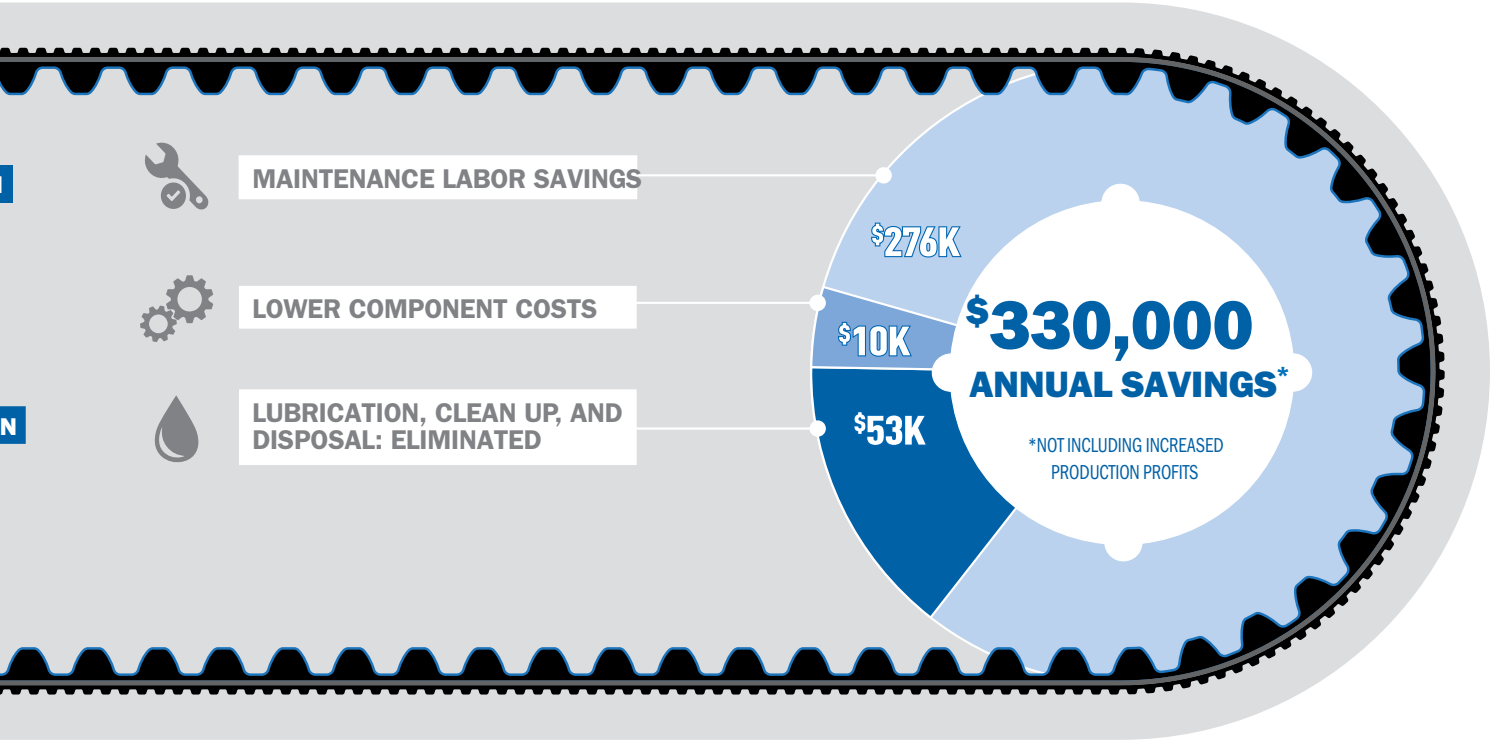 MAINTENANCE LABOR SAVINGS
$276K
LOWER COMPONENT COSTS
$10K
LUBRICATION, CLEAN UP, AND
DISPOSAL: ELIMINATED
$53K
$330,000
ANNUAL SAVINGS*
*NOT INCLUDING INCREASED
PRODUCTION PROFITS
N